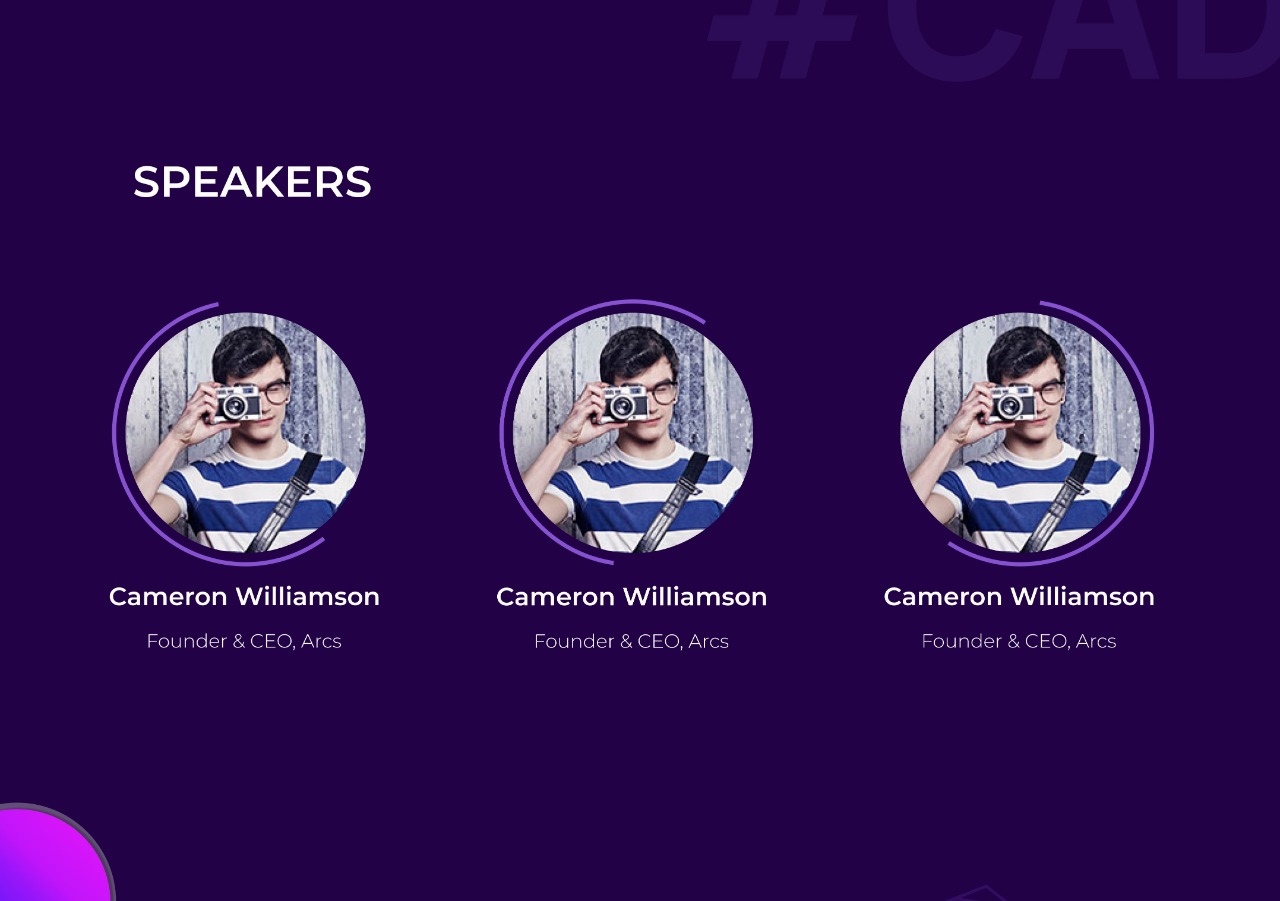 #CAD
SPEAKERS
Cameron Williamson
Cameron Williamson
Cameron Williamson
Founder & CEO, Arcs
Founder & CEO, Arcs
Founder & CEO, Arcs